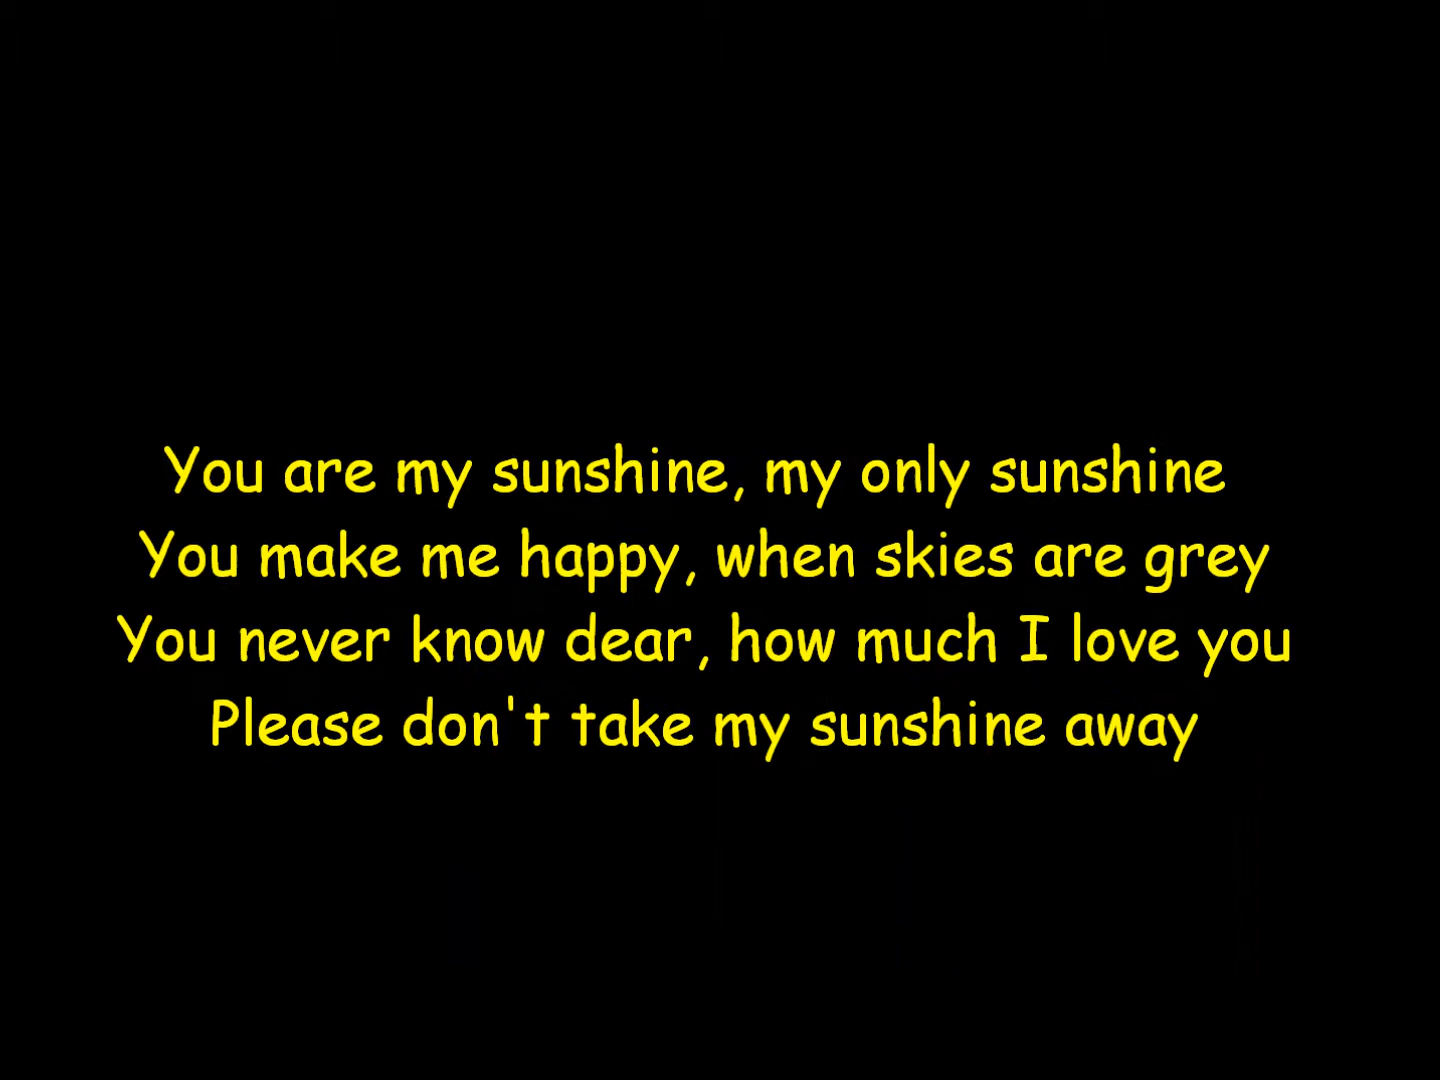 You are my sunshine, my only sunshine
You make me happy, when skies are grey
You never know dear, how much I love you
Please don't take my sunshine away